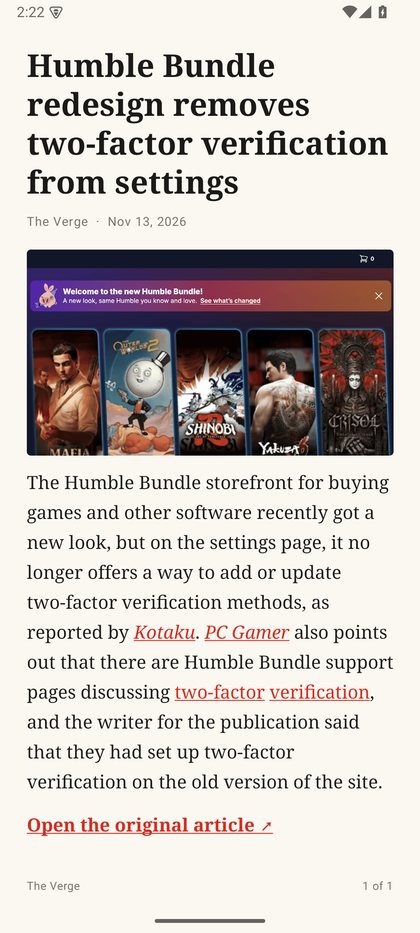 2:22
Humble Bundle
redesign removes
two-factor verification
from settings
The Verge · Nov 13, 2026
0
Welcome to the new Humble Bundle!
A new look, same Humble you know and love. See what's changed
MAFIA
THE OUTER WORLDS 2
SHINOBI
YAKUZA
CRISOL
The Humble Bundle storefront for buying
games and other software recently got a
new look, but on the settings page, it no
longer offers a way to add or update
two-factor verification methods, as
reported by Kotaku. PC Gamer also points
out that there are Humble Bundle support
pages discussing two-factor verification,
and the writer for the publication said
that they had set up two-factor
verification on the old version of the site.
Open the original article ↗
The Verge
1 of 1